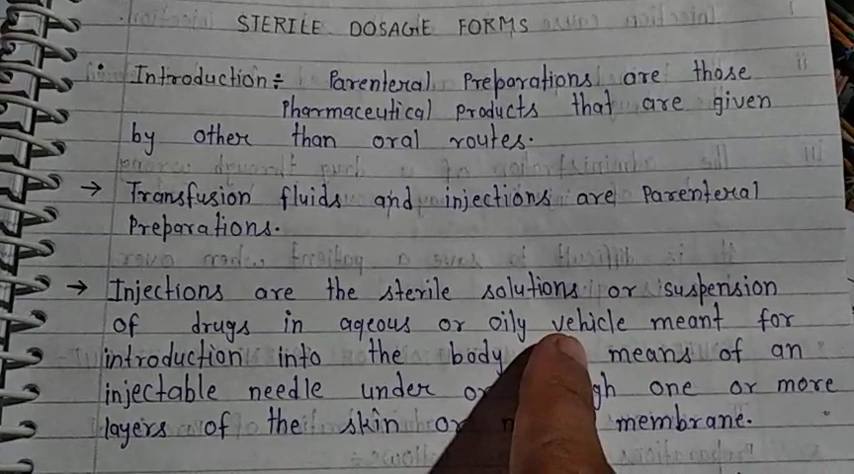 STERILE DOSAGE FORMS
Introduction÷ Parenteral Preparations are those
Pharmaceutical Products that are given
by other than oral routes.
→ Transfusion fluids and injections are Parenteral
Preparations.
→ Injections are the sterile solutions or suspension
of drugs in aqeous or oily vehicle meant for
introduction into the body means of an
injectable needle under one or more
layers of the skin or membrane.